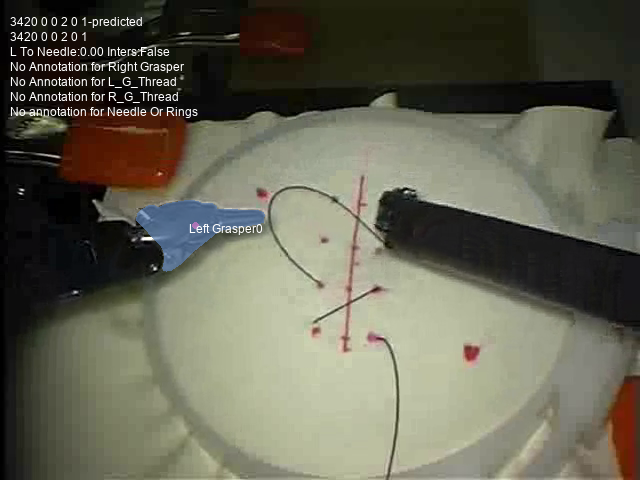 3420 0 0 2 0 1-predicted
3420 0 0 2 0 1
L To Needle:0.00 Inters:False
No Annotation for Right Grasper
No Annotation for L_G_Thread
No Annotation for R_G_Thread
No annotation for Needle Or Rings
Left Grasper0